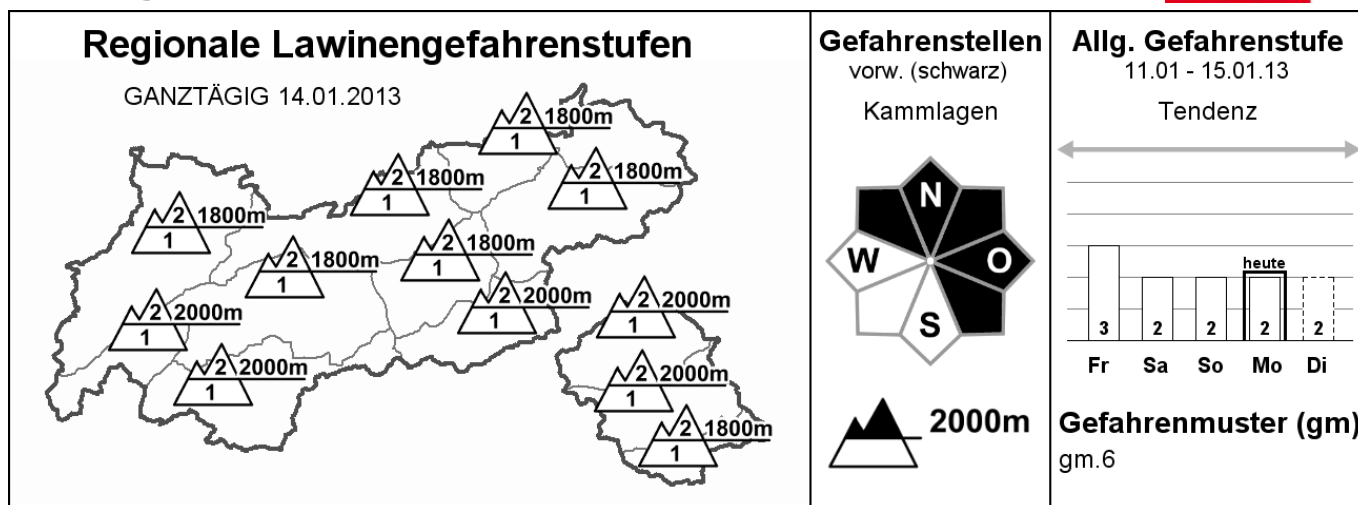 Regionale Lawinengefahrenstufen
GANZTÄGIG 14.01.2013
2 1800m
1
2 1800m
1
2 1800m
1
2 1800m
1
2 1800m
1
2 1800m
1
2 2000m
1
2 2000m
1
2 2000m
1
2 2000m
1
2 2000m
1
2 1800m
1
Gefahrenstellen
vorw. (schwarz)
Kammlagen
N
W O
S
2000m
Allg. Gefahrenstufe
11.01 - 15.01.13
Tendenz
heute
3 2 2 2 2
Fr Sa So Mo Di
Gefahrenmuster (gm)
gm.6